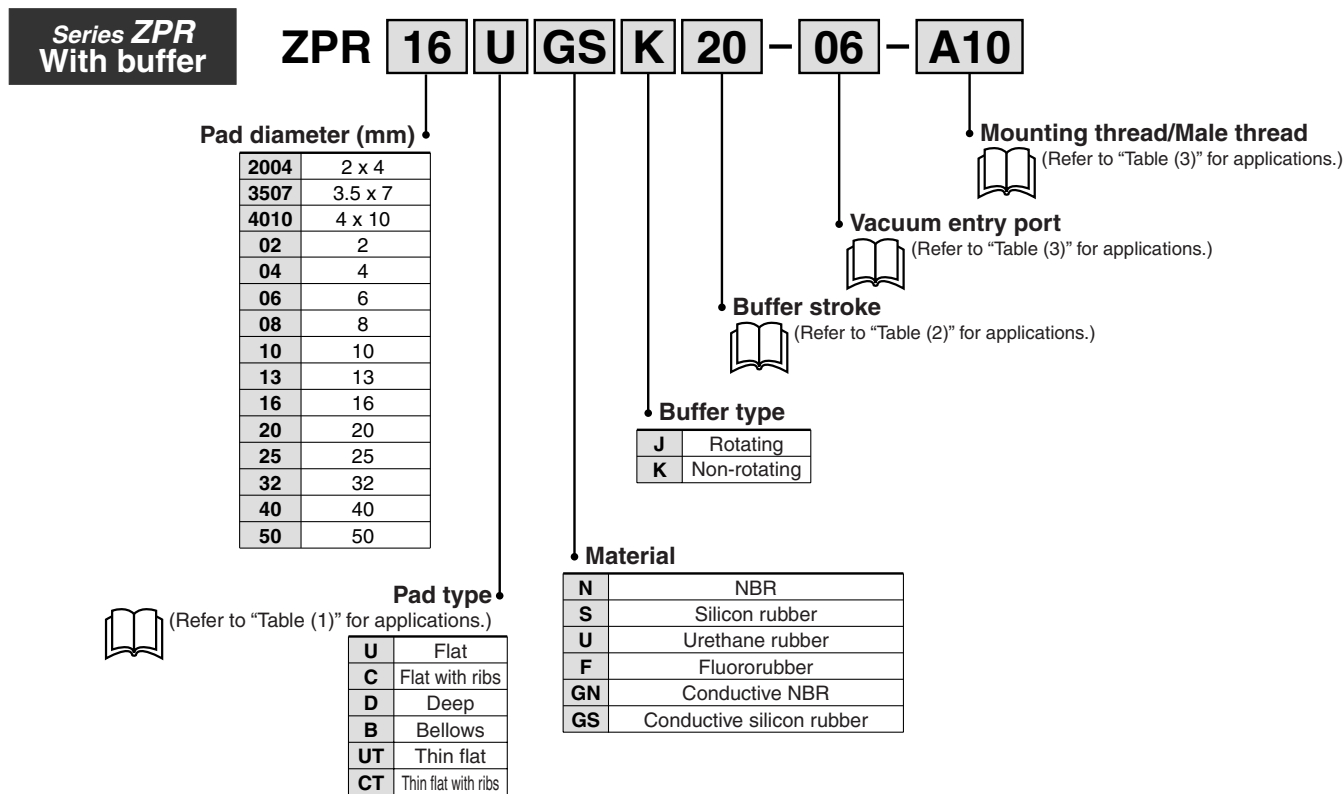 Series ZPR
With buffer
ZPR 16 U GS K 20 – 06 – A10
Mounting thread/Male thread
(Refer to “Table (3)” for applications.)
Vacuum entry port
(Refer to “Table (3)” for applications.)
Buffer stroke
(Refer to “Table (2)” for applications.)
Buffer type
J Rotating
K Non-rotating
Pad diameter (mm)
2004 2 x 4
3507 3.5 x 7
4010 4 x 10
02 2
04 4
06 6
08 8
10 10
13 13
16 16
20 20
25 25
32 32
40 40
50 50
Material
N NBR
S Silicon rubber
U Urethane rubber
F Fluororubber
GN Conductive NBR
GS Conductive silicon rubber
Pad type
(Refer to “Table (1)” for applications.)
U Flat
C Flat with ribs
D Deep
B Bellows
UT Thin flat
CT Thin flat with ribs